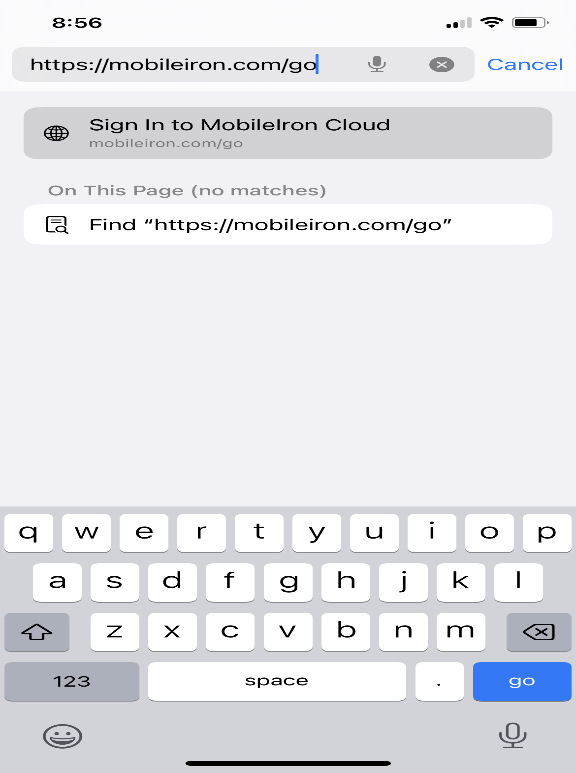 8:56
https://mobileiron.com/go
Cancel
Sign In to MobileIron Cloud
mobileiron.com/go
On This Page (no matches)
Find “https://mobileiron.com/go”
q w e r t y u i o p
a s d f g h j k l
z x c v b n m
123 space . go